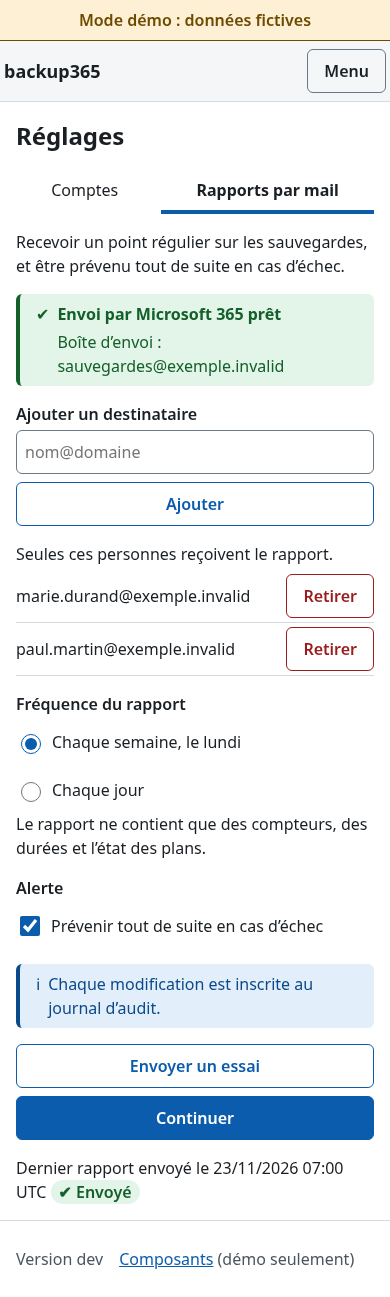 Mode démo : données fictives
backup365
Menu
Réglages
Comptes
Rapports par mail
Recevoir un point régulier sur les sauvegardes,
et être prévenu tout de suite en cas d’échec.
✔ Envoi par Microsoft 365 prêt
Boîte d’envoi :
sauvegardes@exemple.invalid
Ajouter un destinataire
nom@domaine
Ajouter
Seules ces personnes reçoivent le rapport.
marie.durand@exemple.invalid
Retirer
paul.martin@exemple.invalid
Retirer
Fréquence du rapport
Chaque semaine, le lundi
Chaque jour
Le rapport ne contient que des compteurs, des
durées et l’état des plans.
Alerte
Prévenir tout de suite en cas d’échec
i Chaque modification est inscrite au
journal d’audit.
Envoyer un essai
Continuer
Dernier rapport envoyé le 23/11/2026 07:00
UTC ✔ Envoyé
Version dev Composants (démo seulement)